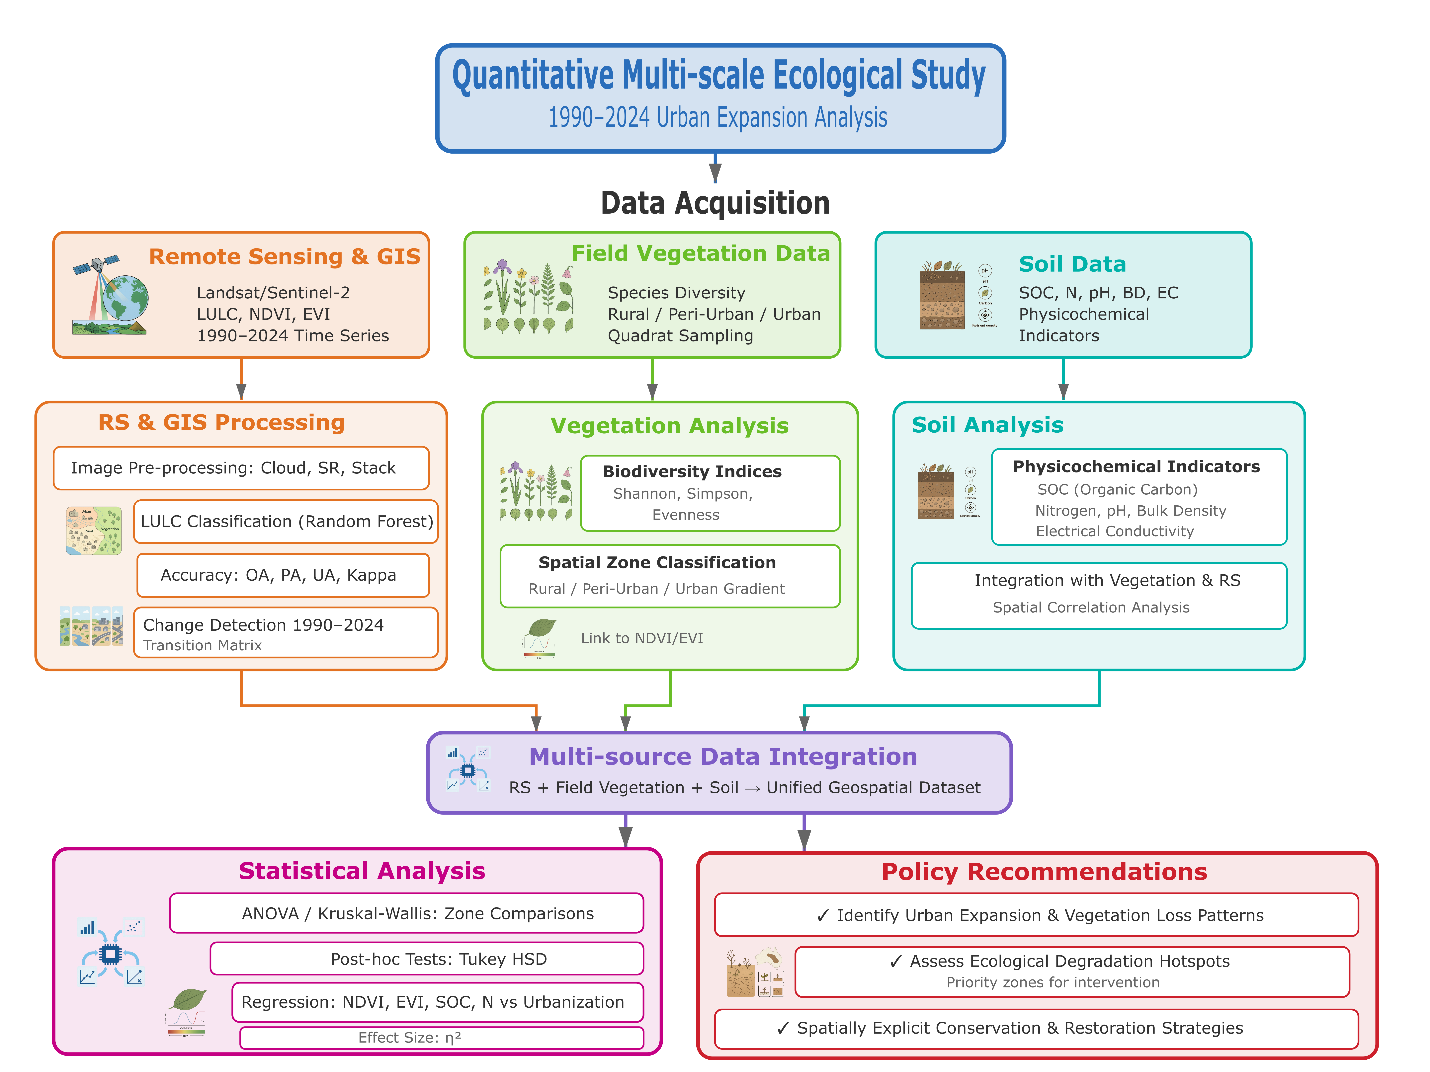 Quantitative Multi-scale Ecological Study
1990–2024 Urban Expansion Analysis
Data Acquisition
Remote Sensing & GIS
Landsat/Sentinel-2
LULC, NDVI, EVI
1990–2024 Time Series
Field Vegetation Data
Species Diversity
Rural / Peri-Urban / Urban
Quadrat Sampling
Soil Data
SOC, N, pH, BD, EC
Physicochemical
Indicators
RS & GIS Processing
Image Pre-processing: Cloud, SR, Stack
LULC Classification (Random Forest)
Accuracy: OA, PA, UA, Kappa
Change Detection 1990–2024
Transition Matrix
Vegetation Analysis
Biodiversity Indices
Shannon, Simpson,
Evenness
Spatial Zone Classification
Rural / Peri-Urban / Urban Gradient
Link to NDVI/EVI
Soil Analysis
Physicochemical Indicators
SOC (Organic Carbon)
Nitrogen, pH, Bulk Density
Electrical Conductivity
Integration with Vegetation & RS
Spatial Correlation Analysis
Multi-source Data Integration
RS + Field Vegetation + Soil → Unified Geospatial Dataset
Statistical Analysis
ANOVA / Kruskal-Wallis: Zone Comparisons
Post-hoc Tests: Tukey HSD
Regression: NDVI, EVI, SOC, N vs Urbanization
Effect Size: η²
Policy Recommendations
✓ Identify Urban Expansion & Vegetation Loss Patterns
✓ Assess Ecological Degradation Hotspots
Priority zones for intervention
✓ Spatially Explicit Conservation & Restoration Strategies